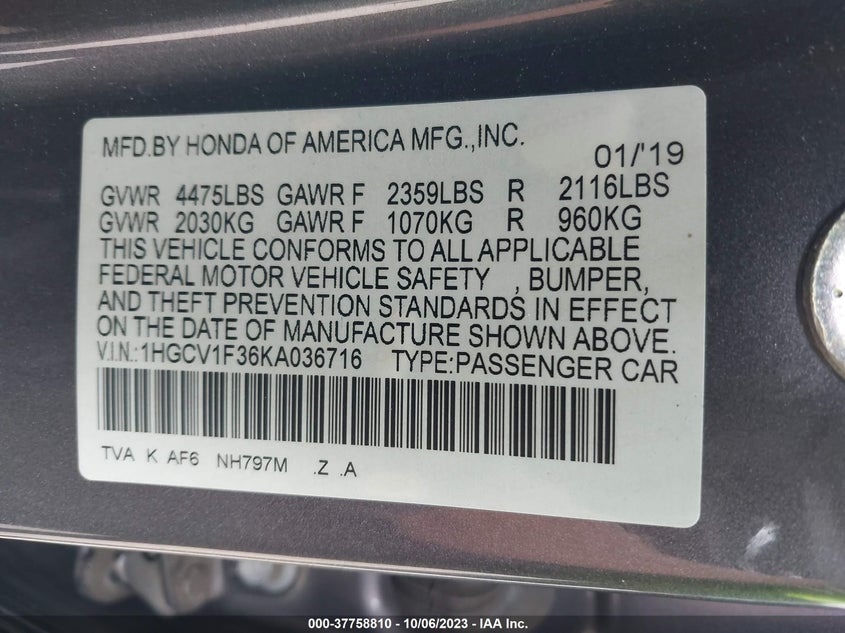 MFD.BY HONDA OF AMERICA MFG.,INC.
01/'19
GVWR 4475LBS GAWR F 2359LBS R 2116LBS
GVWR 2030KG GAWR F 1070KG R 960KG
THIS VEHICLE CONFORMS TO ALL APPLICABLE
FEDERAL MOTOR VEHICLE SAFETY , BUMPER,
AND THEFT PREVENTION STANDARDS IN EFFECT
ON THE DATE OF MANUFACTURE SHOWN ABOVE.
V.I.N.:1HGCV1F36KA036716 TYPE:PASSENGER CAR
TVA K AF6 NH797M .Z .A
000-37758810 - 10/06/2023 - IAA Inc.